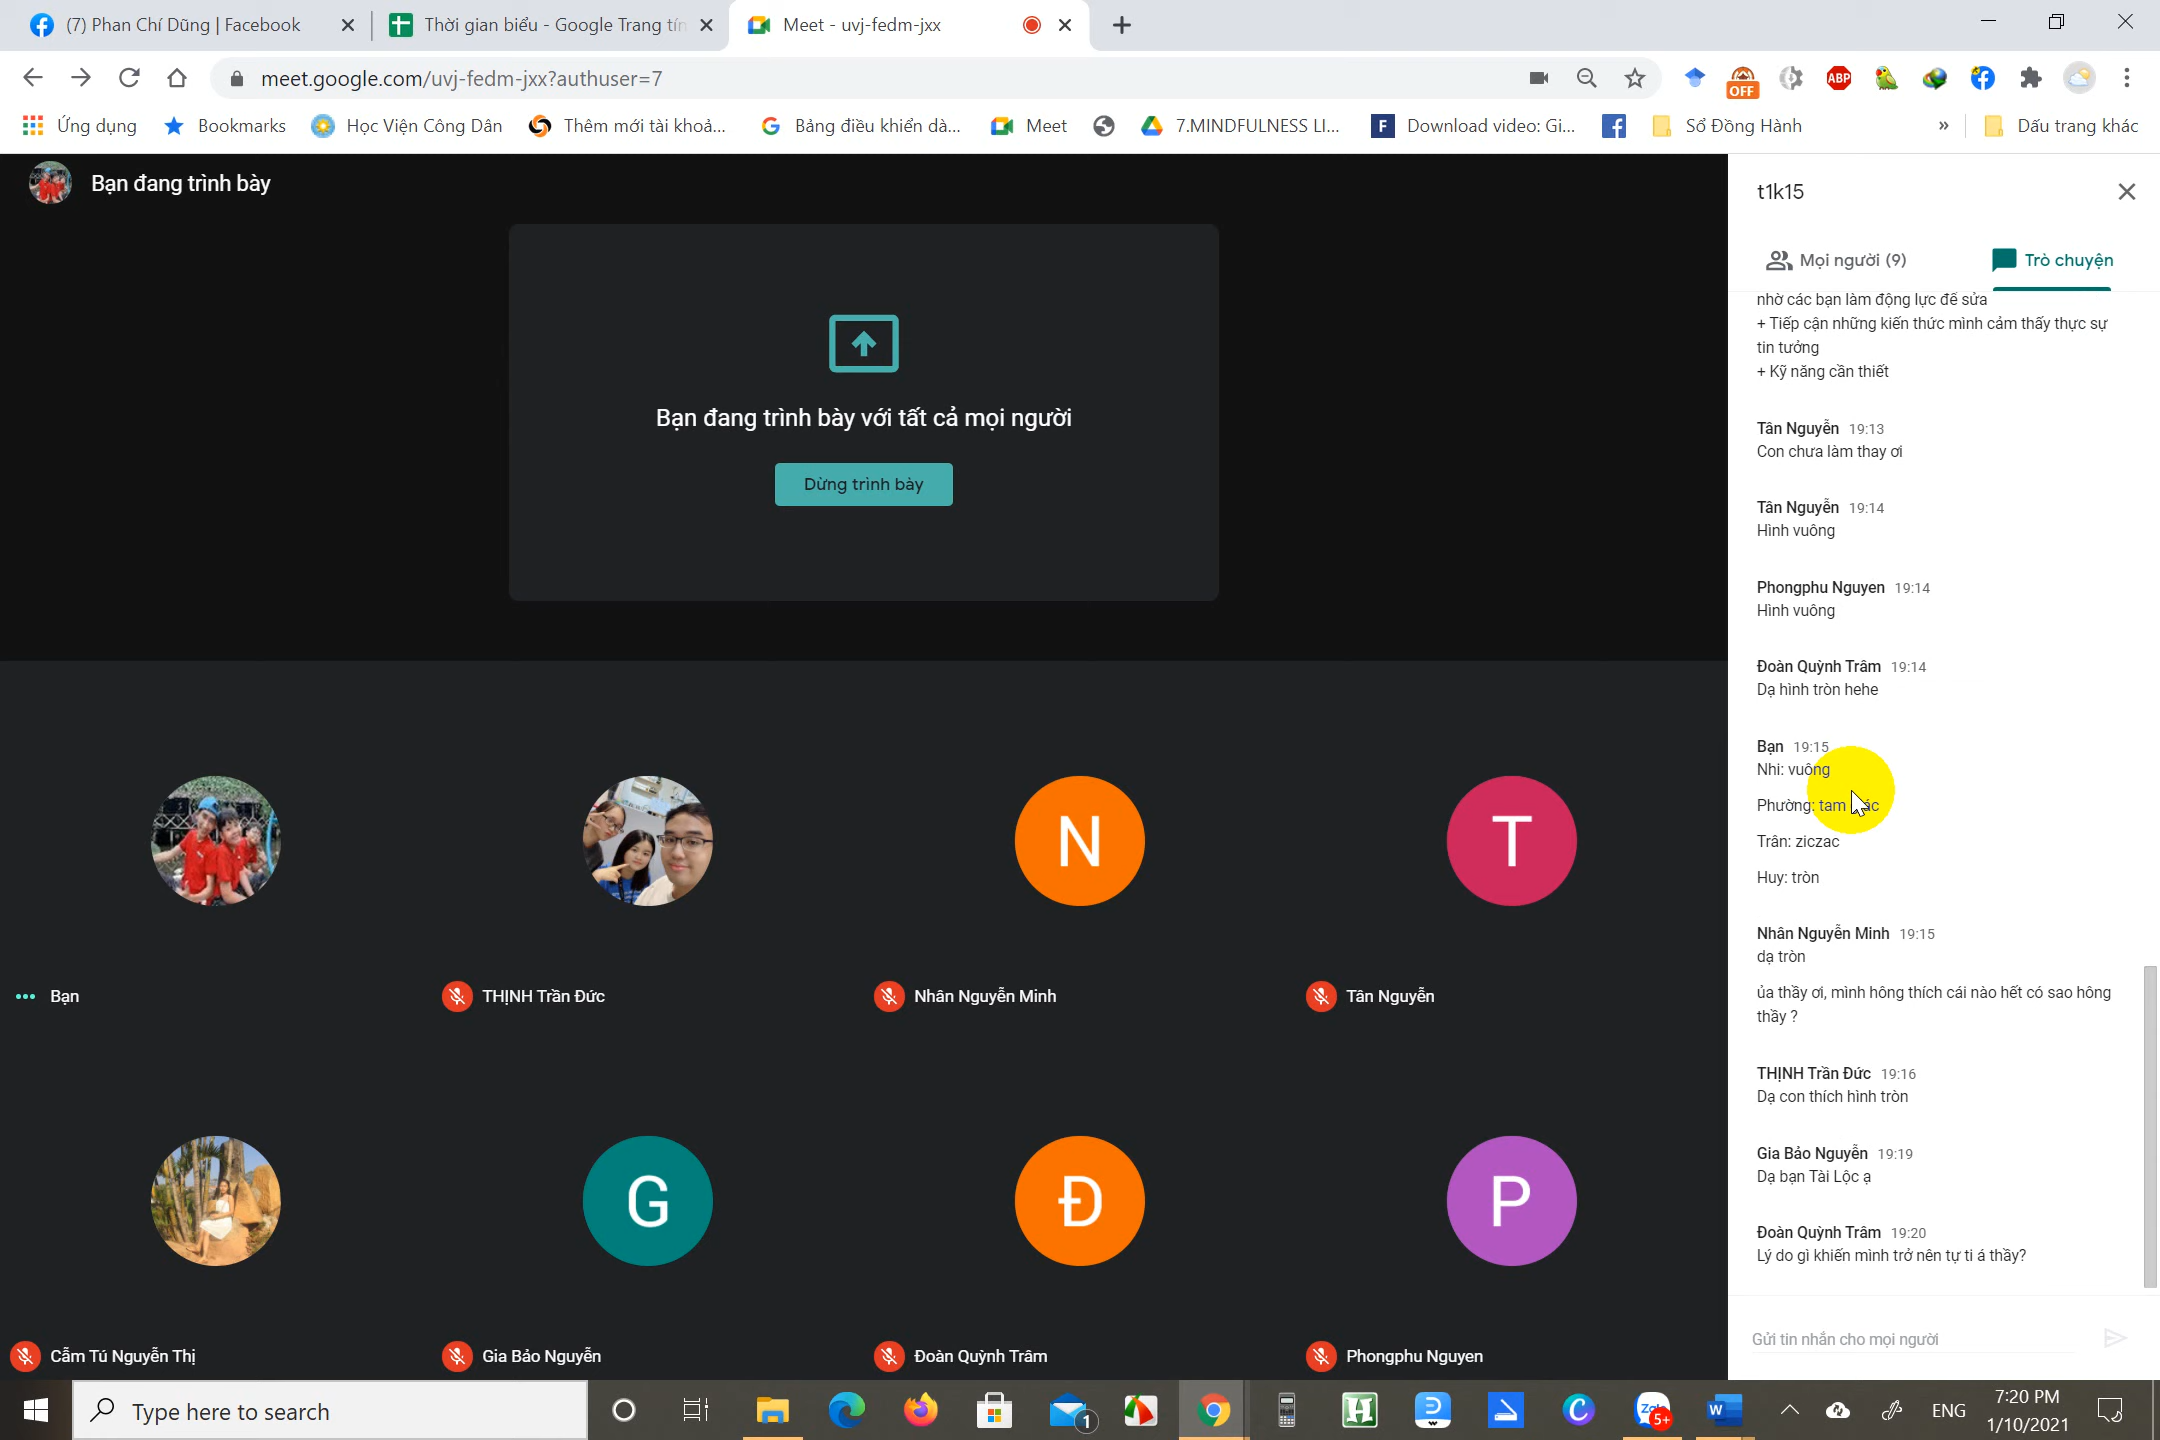 (7) Phan Chí Dũng | Facebook
Thời gian biểu - Google Trang tín
Meet - uvj-fedm-jxx
meet.google.com/uvj-fedm-jxx?authuser=7
OFF
ABP
Ứng dụng
Bookmarks
Học Viện Công Dân
Thêm mới tài khoả...
Bảng điều khiển dà...
Meet
7.MINDFULNESS LI...
Download video: Gi...
Sổ Đồng Hành
»
Dấu trang khác
Bạn đang trình bày
Bạn đang trình bày với tất cả mọi người
Dừng trình bày
t1k15
Mọi người (9)
Trò chuyện
nhờ các bạn làm động lực để sửa
+ Tiếp cận những kiến thức mình cảm thấy thực sự
tin tưởng
+ Kỹ năng cần thiết
Tân Nguyễn 19:13
Con chưa làm thay ơi
Tân Nguyễn 19:14
Hình vuông
Phongphu Nguyen 19:14
Hình vuông
Đoàn Quỳnh Trâm 19:14
Dạ hình tròn hehe
Bạn 19:15
Nhi: vuông
Phường: tam
Trân: ziczac
Huy: tròn
Nhân Nguyễn Minh 19:15
dạ tròn
ủa thầy ơi, mình hông thích cái nào hết có sao hông
thầy ?
THỊNH Trần Đức 19:16
Dạ con thích hình tròn
Gia Bảo Nguyễn 19:19
Dạ bạn Tài Lộc ạ
Đoàn Quỳnh Trâm 19:20
Lý do gì khiến mình trở nên tự ti á thầy?
Gửi tin nhắn cho mọi người
N
T
Bạn
THỊNH Trần Đức
Nhân Nguyễn Minh
Tân Nguyễn
G
Đ
P
Cẩm Tú Nguyễn Thị
Gia Bảo Nguyễn
Đoàn Quỳnh Trâm
Phongphu Nguyen
Type here to search
1
Zalo
5+
W
ENG
7:20 PM
1/10/2021